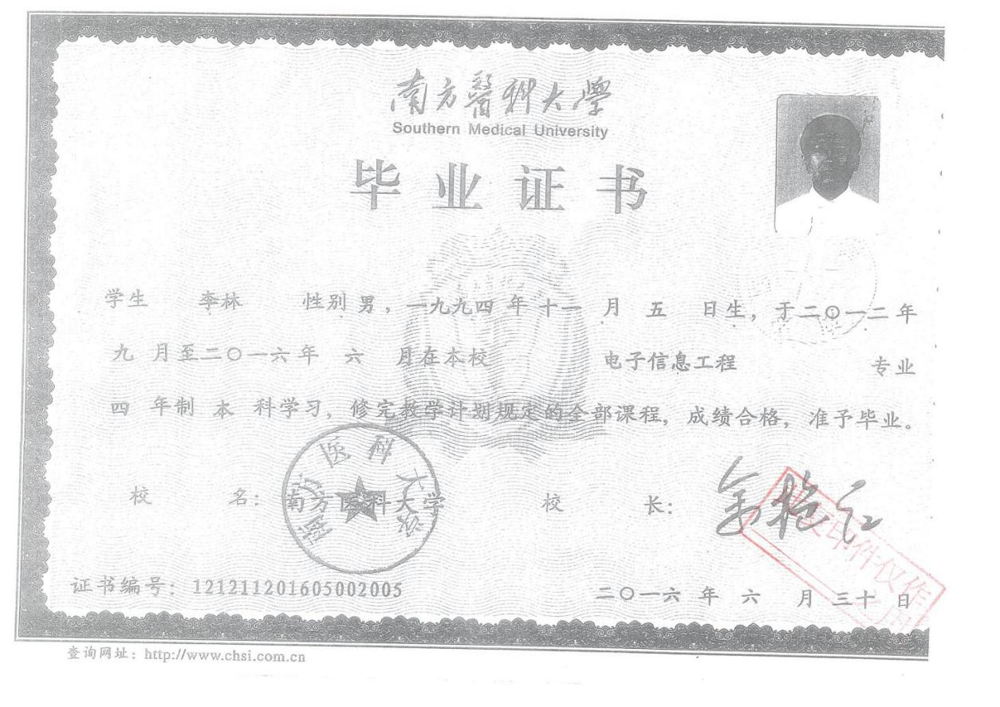 南方醫科大學
Southern Medical University
毕业证书
学生 李林 性别 男，一九九四 年 十一 月 五 日生，于二〇一二年
九 月至二〇一六年 六 月在本校 电子信息工程 专业
四 年制 本 科学习，修完教学计划规定的全部课程，成绩合格，准予毕业。
校 名：南方医科大学 校 长：
南方医科大学
复印件仅作
证书编号：121211201605002005
二〇一六 年 六 月 三十 日
查询网址：http://www.chsi.com.cn